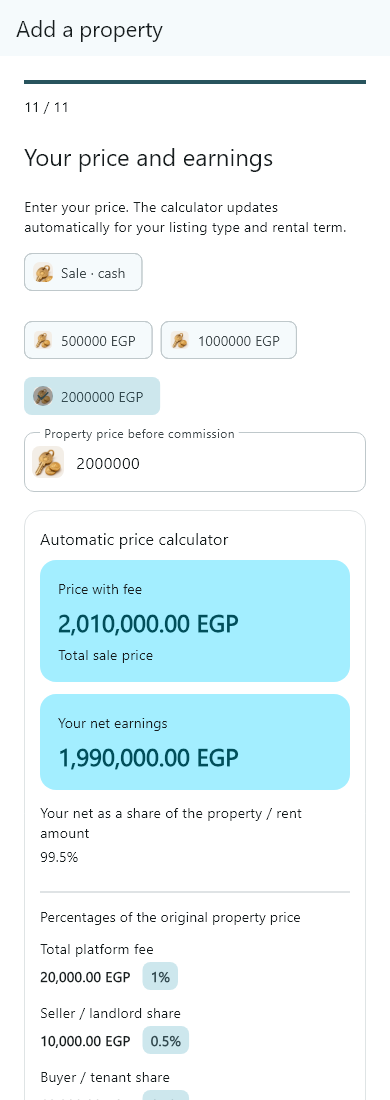 Add a property
11 / 11
Your price and earnings
Enter your price. The calculator updates
automatically for your listing type and rental term.
Sale · cash
500000 EGP
1000000 EGP
2000000 EGP
Property price before commission
2000000
Automatic price calculator
Price with fee
2,010,000.00 EGP
Total sale price
Your net earnings
1,990,000.00 EGP
Your net as a share of the property / rent
amount
99.5%
Percentages of the original property price
Total platform fee
20,000.00 EGP 1%
Seller / landlord share
10,000.00 EGP 0.5%
Buyer / tenant share